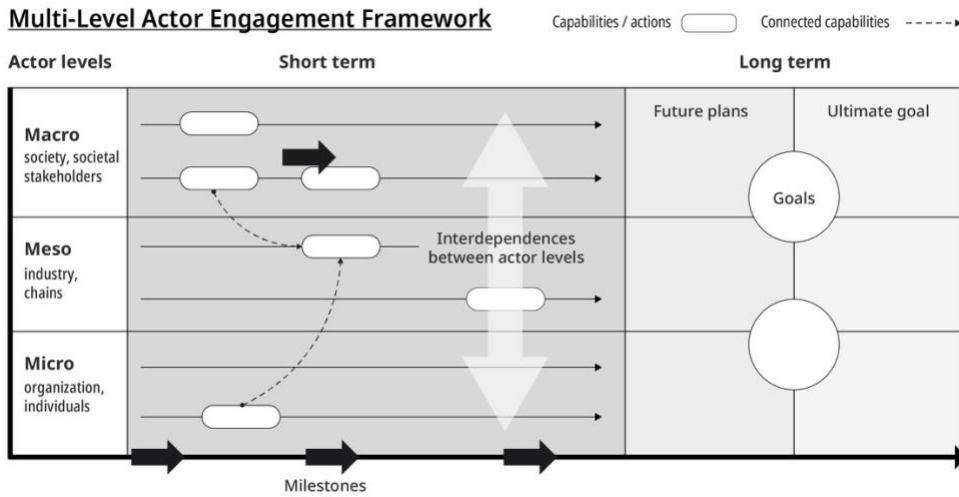 Multi-Level Actor Engagement Framework
Capabilities / actions
Connected capabilities
Actor levels
Short term
Long term
Macro
society, societal
stakeholders
Future plans
Ultimate goal
Goals
Meso
industry,
chains
Interdependences
between actor levels
Micro
organization,
individuals
Milestones